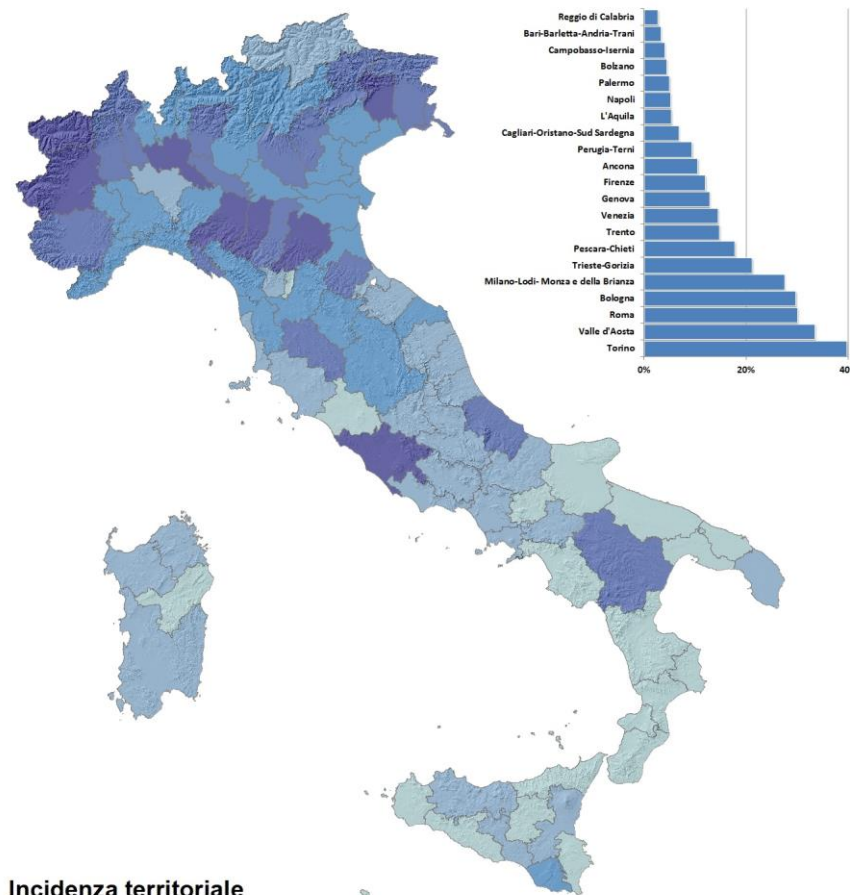 Reggio di Calabria
Bari-Barletta-Andria-Trani
Campobasso-Isernia
Bolzano
Palermo
Napoli
L'Aquila
Cagliari-Oristano-Sud Sardegna
Perugia-Terni
Ancona
Firenze
Genova
Venezia
Trento
Pescara-Chieti
Trieste-Gorizia
Milano-Lodi- Monza e della Brianza
Bologna
Roma
Valle d'Aosta
Torino
0% 20% 40
Incidenza territoriale